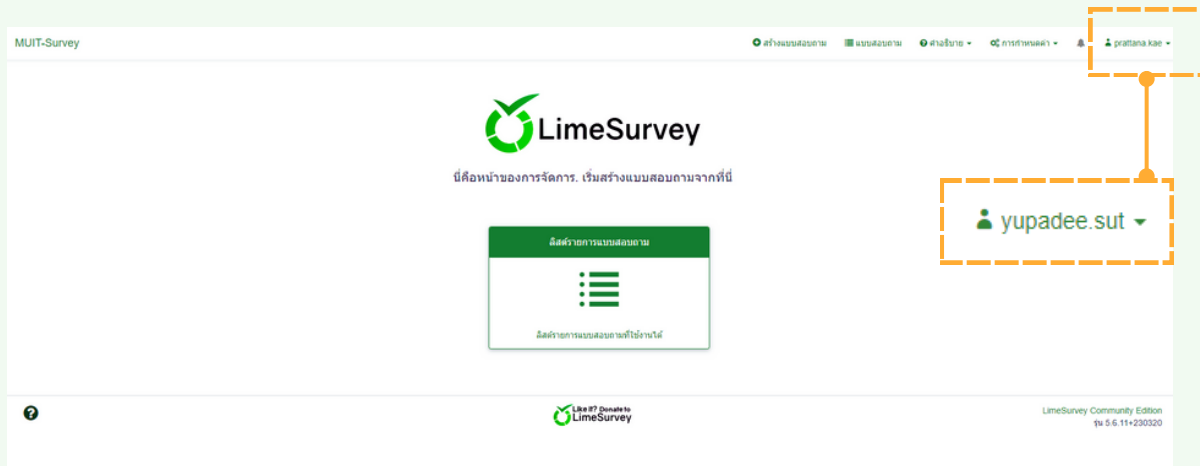 MUIT-Survey
สร้างแบบสอบถาม
แบบสอบถาม
คำอธิบาย
การกำหนดค่า
prattana.kae
LimeSurvey
นี่คือหน้าของการจัดการ. เริ่มสร้างแบบสอบถามจากที่นี่
yupadee.sut
ลิสต์รายการแบบสอบถาม
ลิสต์รายการแบบสอบถามที่ใช้งานได้
Like it? Donate to
LimeSurvey
LimeSurvey Community Edition
รุ่น 5.6.11+230320